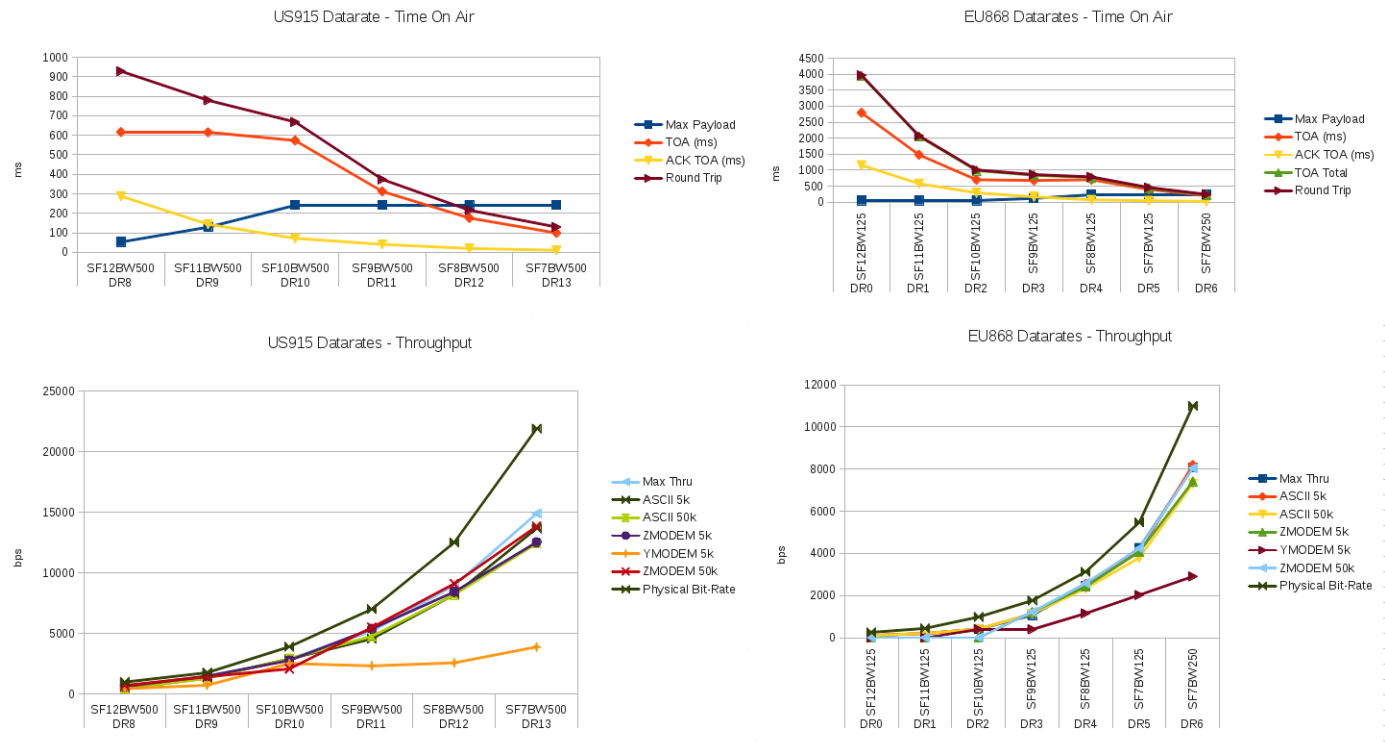 US915 Datarate - Time On Air
ms
1000
900
800
700
600
500
400
300
200
100
0
SF12BW500 SF11BW500 SF10BW500 SF9BW500 SF8BW500 SF7BW500
DR8 DR9 DR10 DR11 DR12 DR13
Max Payload
TOA (ms)
ACK TOA (ms)
Round Trip
EU868 Datarates - Time On Air
ms
4500
4000
3500
3000
2500
2000
1500
1000
500
0
SF12BW125 SF11BW125 SF10BW125 SF9BW125 SF8BW125 SF7BW125 SF7BW250
DR0 DR1 DR2 DR3 DR4 DR5 DR6
Max Payload
TOA (ms)
ACK TOA (ms)
TOA Total
Round Trip
US915 Datarates - Throughput
bps
25000
20000
15000
10000
5000
0
SF12BW500 SF11BW500 SF10BW500 SF9BW500 SF8BW500 SF7BW500
DR8 DR9 DR10 DR11 DR12 DR13
Max Thru
ASCII 5k
ASCII 50k
ZMODEM 5k
YMODEM 5k
ZMODEM 50k
Physical Bit-Rate
EU868 Datarates - Throughput
bps
12000
10000
8000
6000
4000
2000
0
SF12BW125 SF11BW125 SF10BW125 SF9BW125 SF8BW125 SF7BW125 SF7BW250
DR0 DR1 DR2 DR3 DR4 DR5 DR6
Max Thru
ASCII 5k
ASCII 50k
ZMODEM 5k
YMODEM 5k
ZMODEM 50k
Physical Bit-Rate